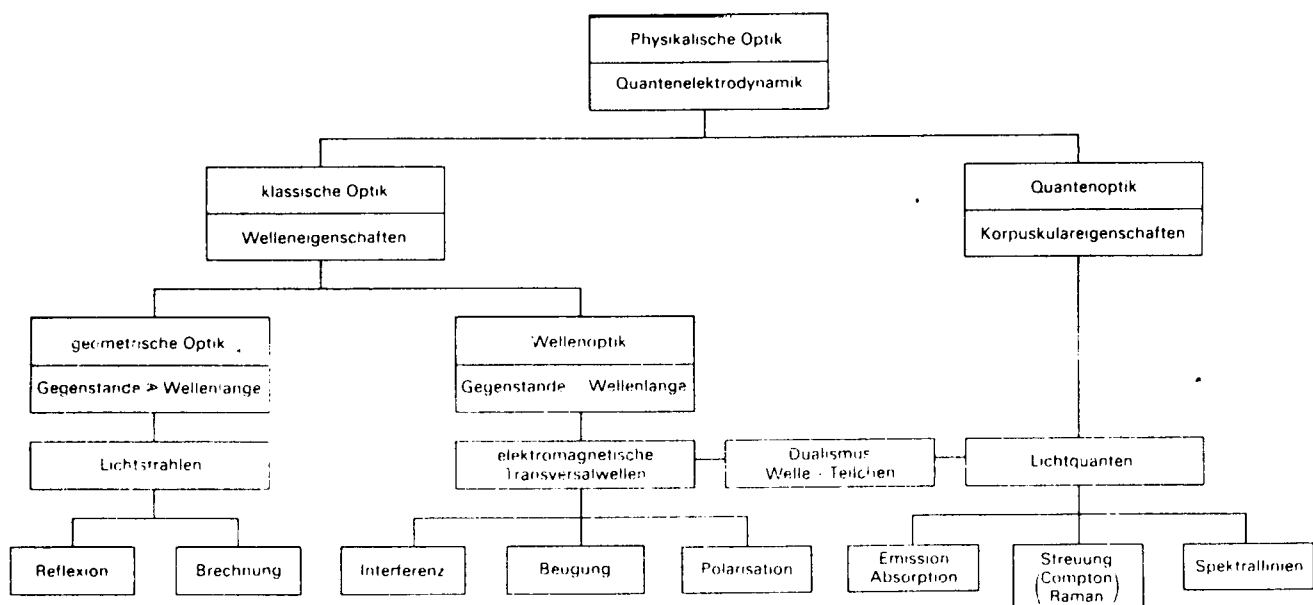 Physikalische Optik
Quantenelektrodynamik
klassische Optik
Welleneigenschaften
Quantenoptik
Korpuskulareigenschaften
geometrische Optik
Gegenstande ≫ Wellenlange
Wellenoptik
Gegenstande Wellenlange
Lichtstrahlen
elektromagnetische
Transversalwellen
Dualismus
Welle - Teilchen
Lichtquanten
Reflexion
Brechnung
Interferenz
Beugung
Polarisation
Emission
Absorption
Streuung
(Compton
Raman)
Spektrallinien